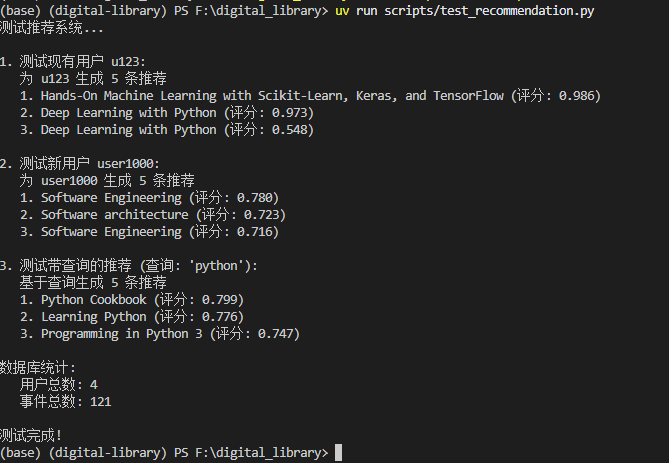 (base) (digital-library) PS F:\digital_library> uv run scripts/test_recommendation.py
测试推荐系统...
1. 测试现有用户 u123:
为 u123 生成 5 条推荐
1. Hands-On Machine Learning with Scikit-Learn, Keras, and TensorFlow (评分: 0.986)
2. Deep Learning with Python (评分: 0.973)
3. Deep Learning with Python (评分: 0.548)
2. 测试新用户 user1000:
为 user1000 生成 5 条推荐
1. Software Engineering (评分: 0.780)
2. Software architecture (评分: 0.723)
3. Software Engineering (评分: 0.716)
3. 测试带查询的推荐 (查询: 'python'):
基于查询生成 5 条推荐
1. Python Cookbook (评分: 0.799)
2. Learning Python (评分: 0.776)
3. Programming in Python 3 (评分: 0.747)
数据库统计:
用户总数: 4
事件总数: 121
测试完成!
(base) (digital-library) PS F:\digital_library>